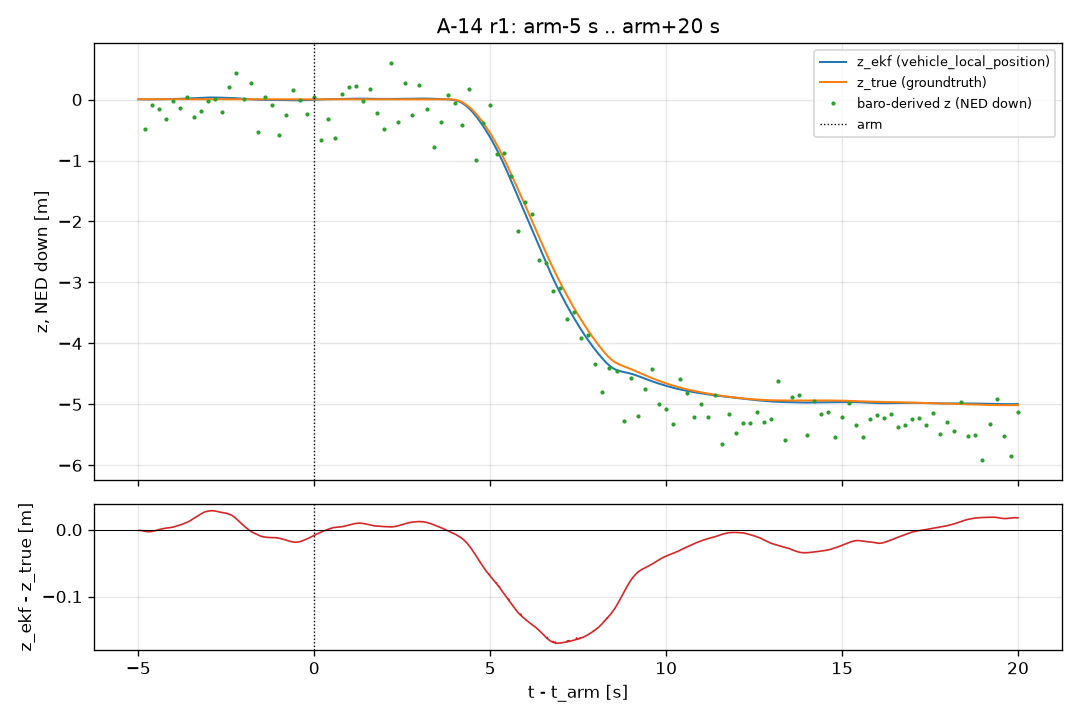 A-14 r1: arm-5 s .. arm+20 s
z_ekf (vehicle_local_position)
z_true (groundtruth)
baro-derived z (NED down)
arm
z, NED down [m]
0
−1
−2
−3
−4
−5
−6
z_ekf - z_true [m]
0.0
−0.1
−5
0
5
10
15
20
t - t_arm [s]